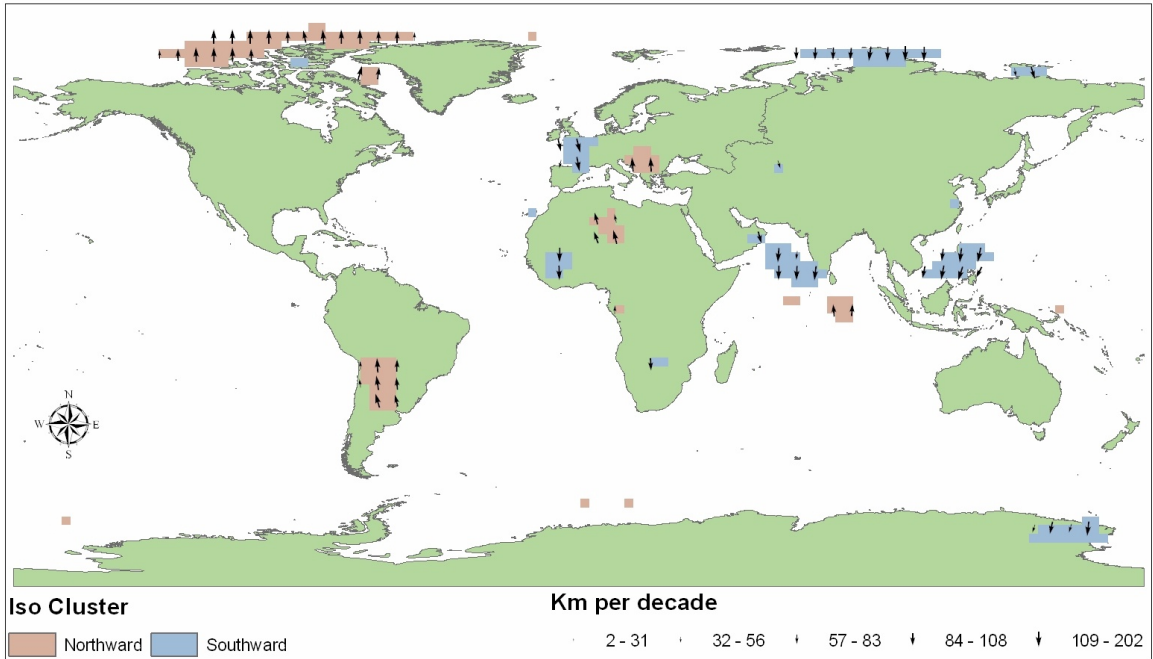 N
W E
S
Iso Cluster
Northward Southward
Km per decade
2 - 31 32 - 56 57 - 83 84 - 108 109 - 202